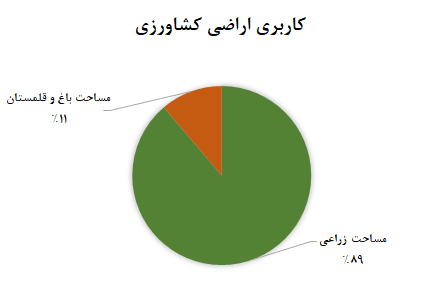 کاربری اراضی کشاورزی
مساحت باغ و قلمستان
٪۱۱
مساحت زراعی
٪۸۹